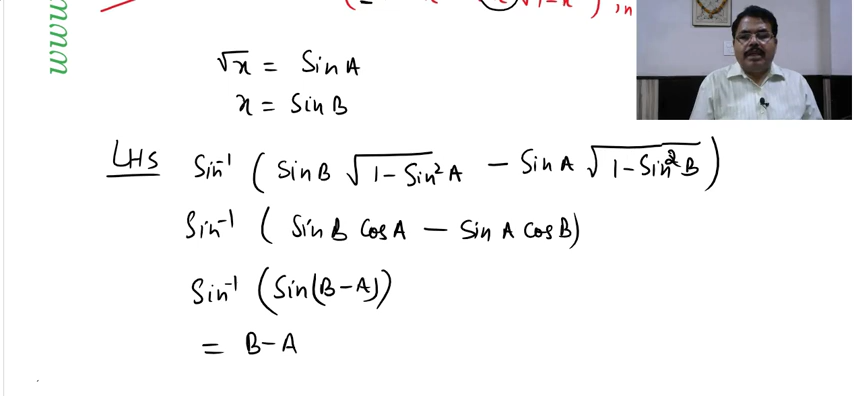 √x = Sin A
x = Sin B
LHS Sin⁻¹ ( Sin B √(1 - Sin²A) - Sin A √(1 - Sin²B) )
Sin⁻¹ ( Sin B Cos A - Sin A Cos B)
Sin⁻¹ (Sin(B - A))
= B - A